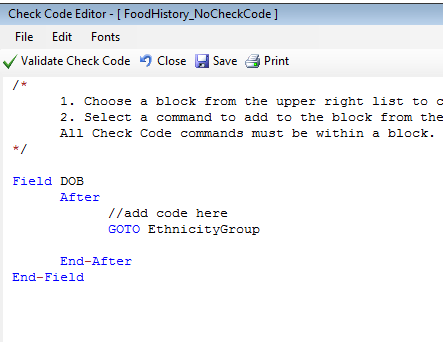 Check Code Editor - [ FoodHistory_NoCheckCode ]
File Edit Fonts
Validate Check Code Close Save Print
/*
1. Choose a block from the upper right list to
2. Select a command to add to the block from the
All Check Code commands must be within a block.
*/
Field DOB
After
//add code here
GOTO EthnicityGroup
End-After
End-Field